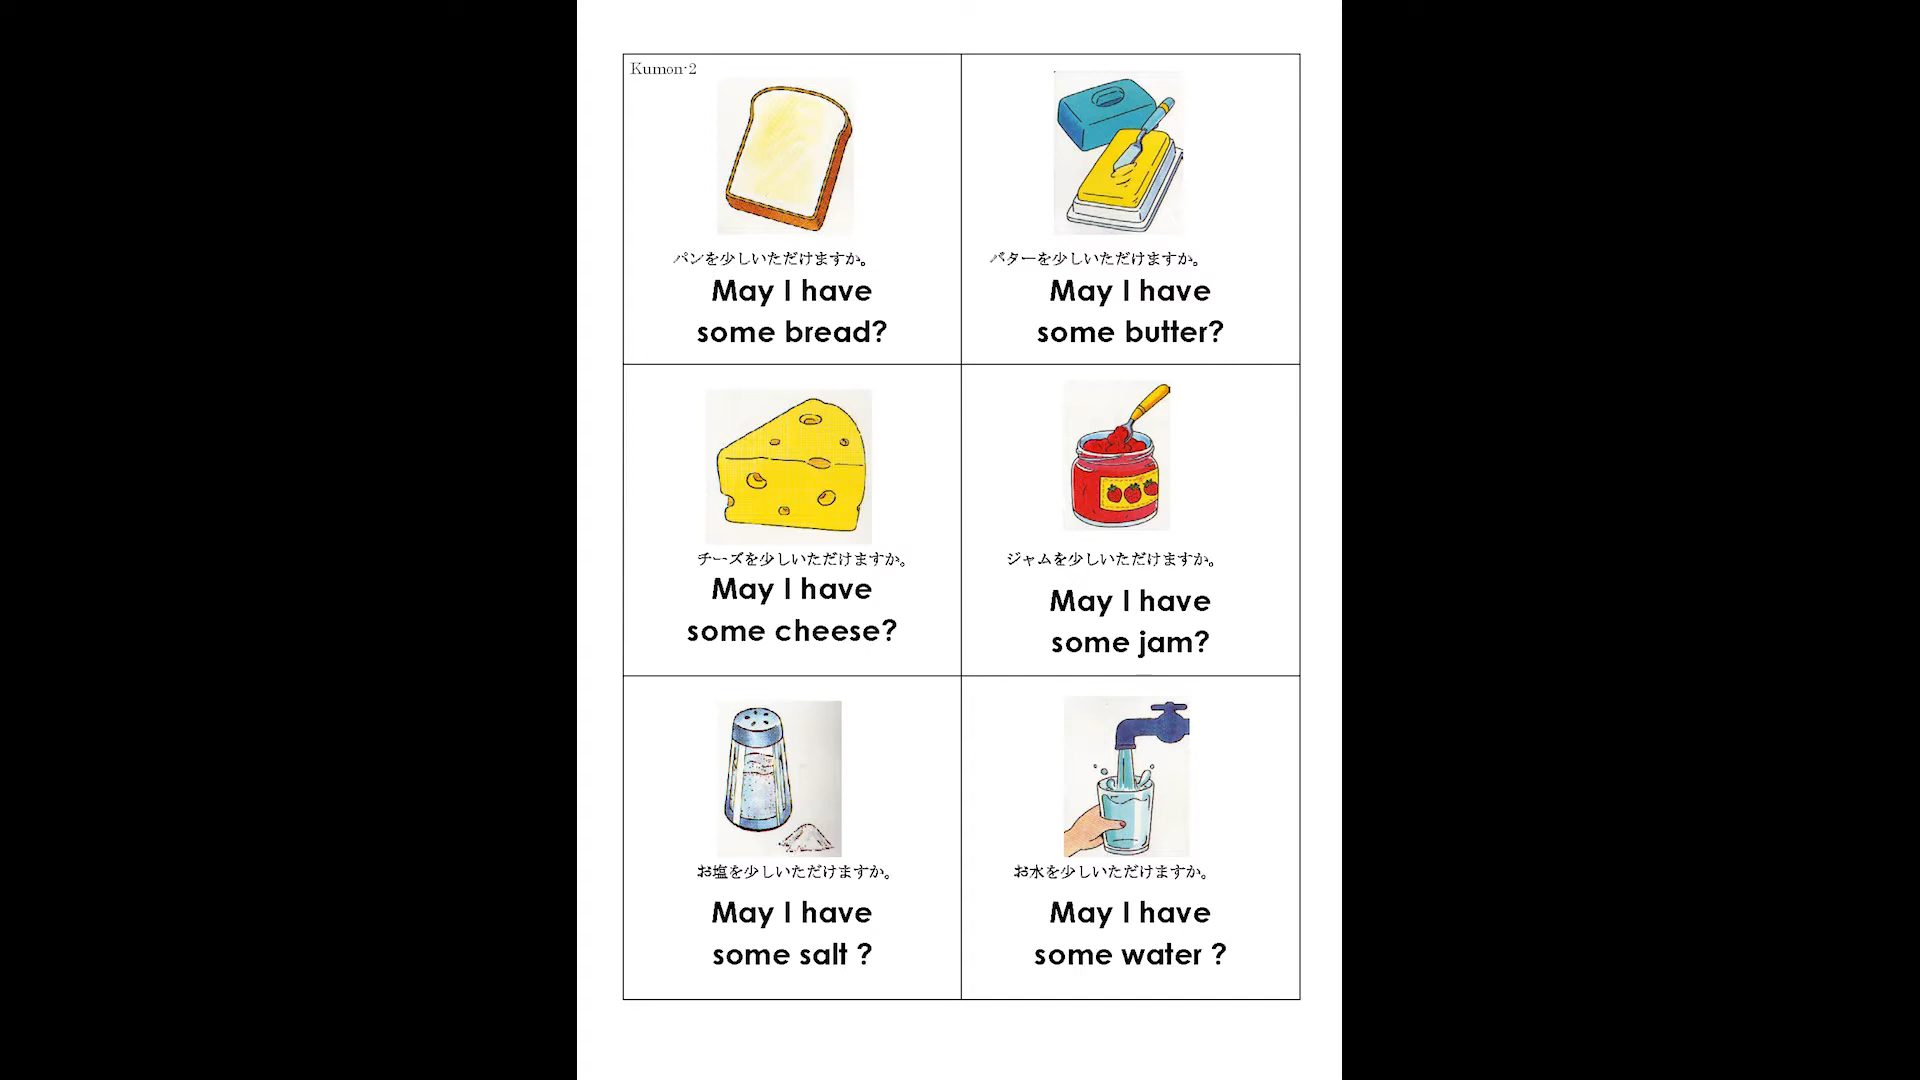 Kumon-2
パンを少しいただけますか。
May I have
some bread?
バターを少しいただけますか。
May I have
some butter?
チーズを少しいただけますか。
May I have
some cheese?
ジャムを少しいただけますか。
May I have
some jam?
お塩を少しいただけますか。
May I have
some salt ?
お水を少しいただけますか。
May I have
some water ?